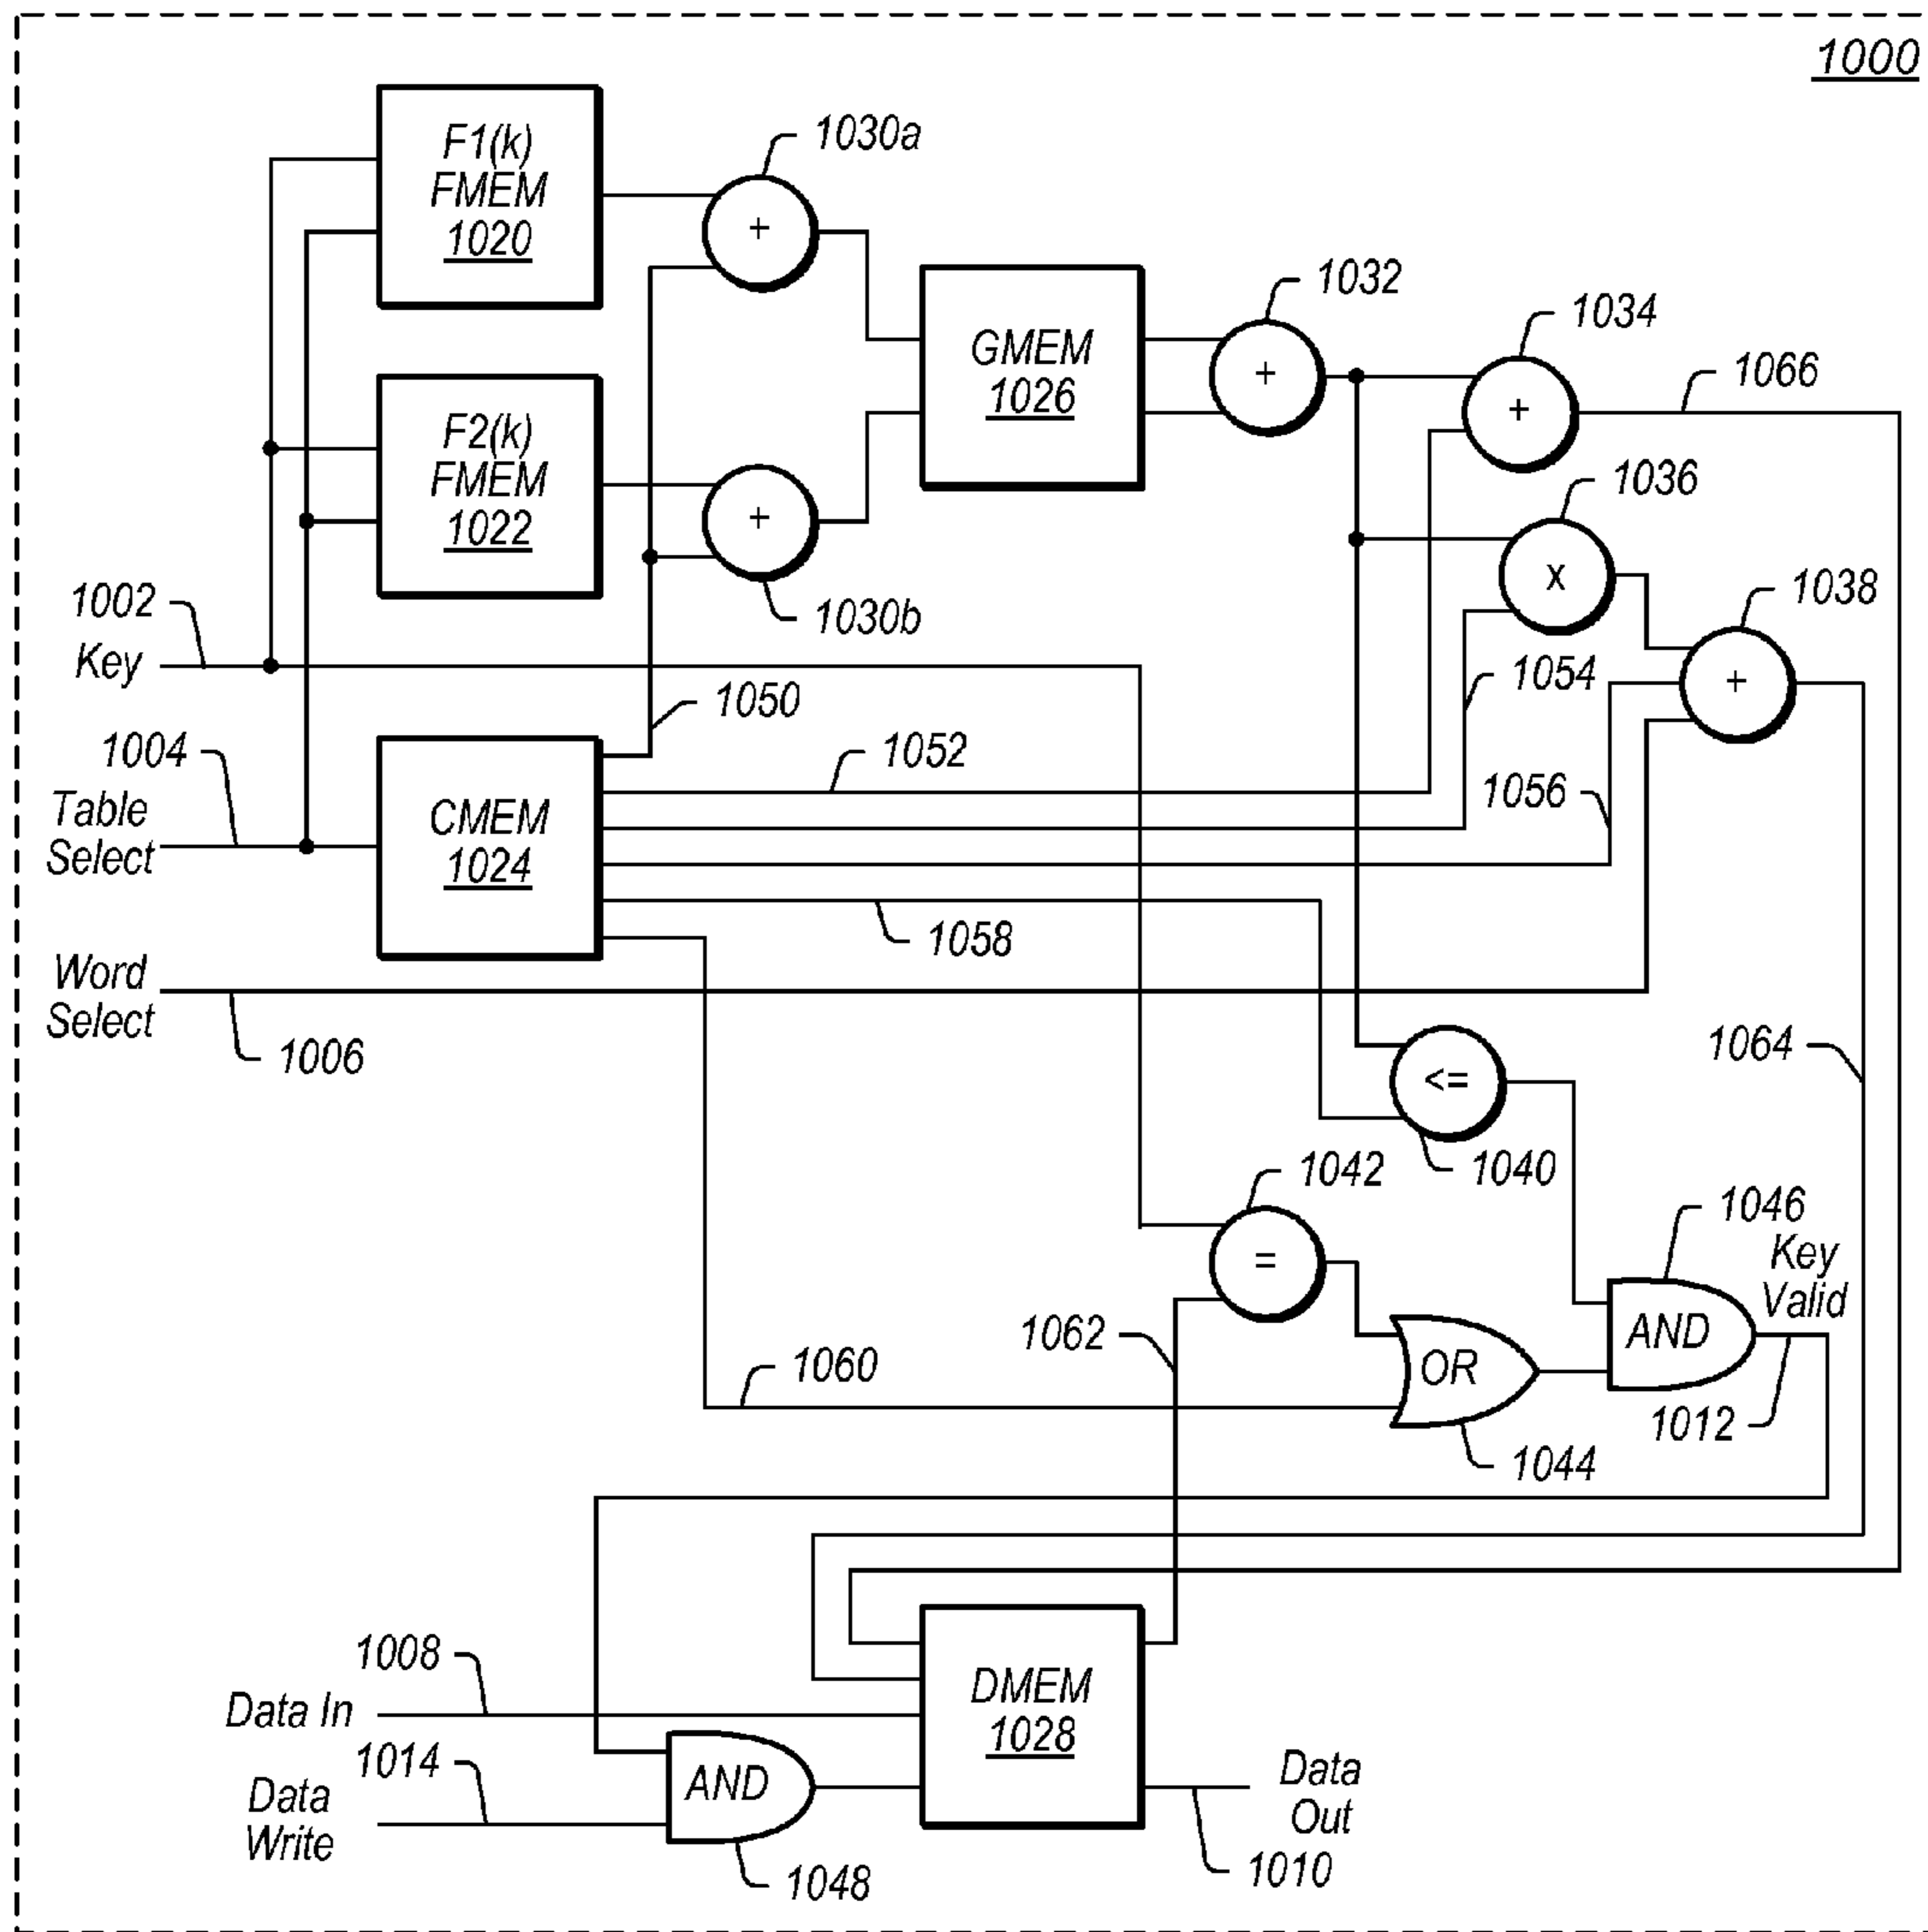 1000
F1(k)
FMEM
1020
1030a
+
1032
GMEM
1026
+
1034
+
1066
F2(k)
FMEM
1022
+
1030b
1036
x
1038
+
1002
Key
1050
1054
1004
Table
Select
CMEM
1024
1052
1056
1058
Word
Select
1006
1064
<=
1040
1042
=
1046
Key
Valid
AND
1062
1060
OR
1012
1044
1008
Data In
DMEM
1028
1014
Data
Write
AND
1048
Data
Out
1010